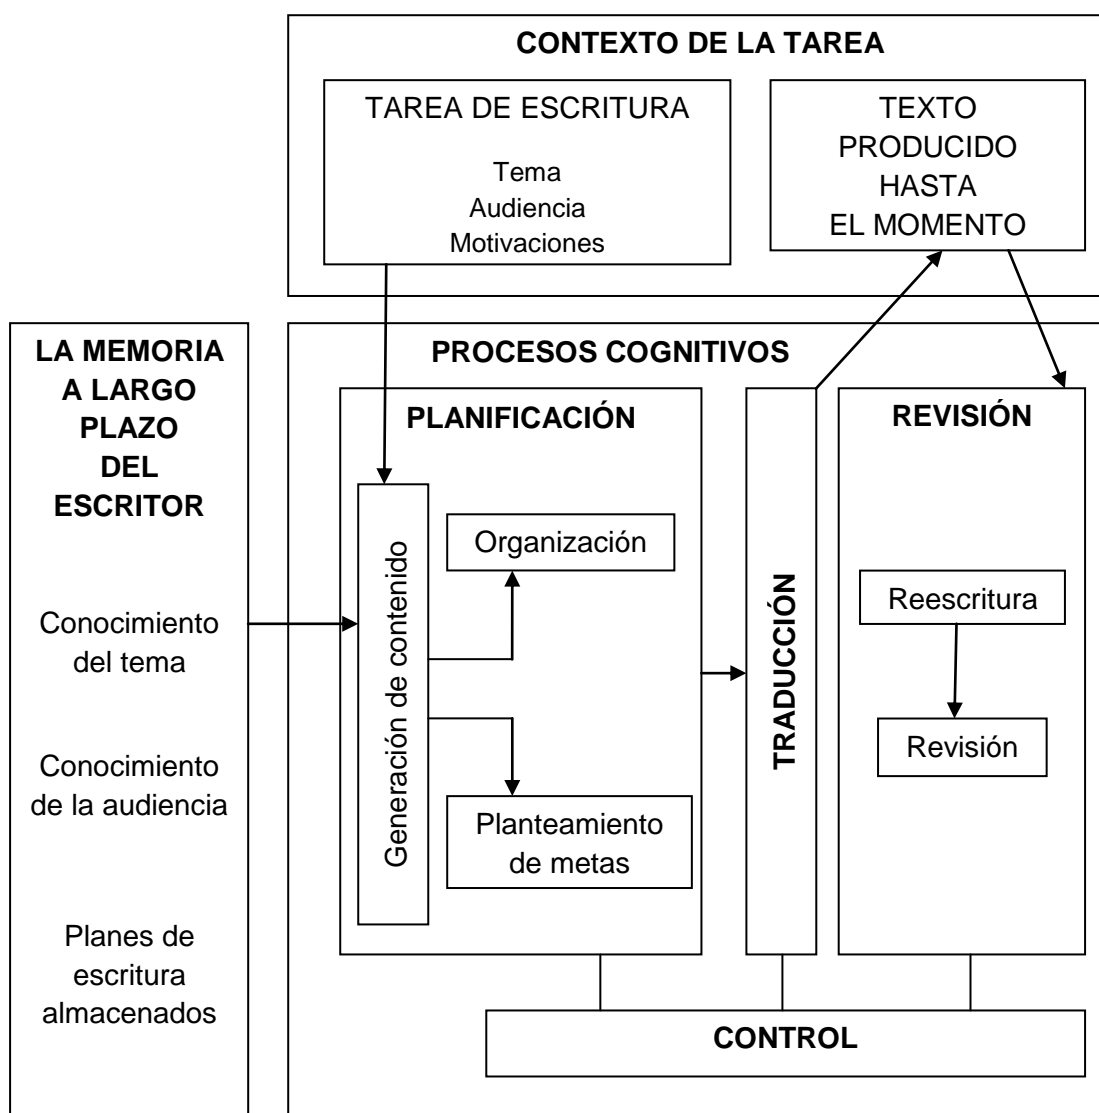 CONTEXTO DE LA TAREA
TAREA DE ESCRITURA
Tema
Audiencia
Motivaciones
TEXTO
PRODUCIDO
HASTA
EL MOMENTO
LA MEMORIA
A LARGO
PLAZO
DEL
ESCRITOR
Conocimiento
del tema
Conocimiento
de la audiencia
Planes de
escritura
almacenados
PROCESOS COGNITIVOS
PLANIFICACIÓN
Generación de contenido
Organización
Planteamiento
de metas
TRADUCCIÓN
REVISIÓN
Reescritura
Revisión
CONTROL